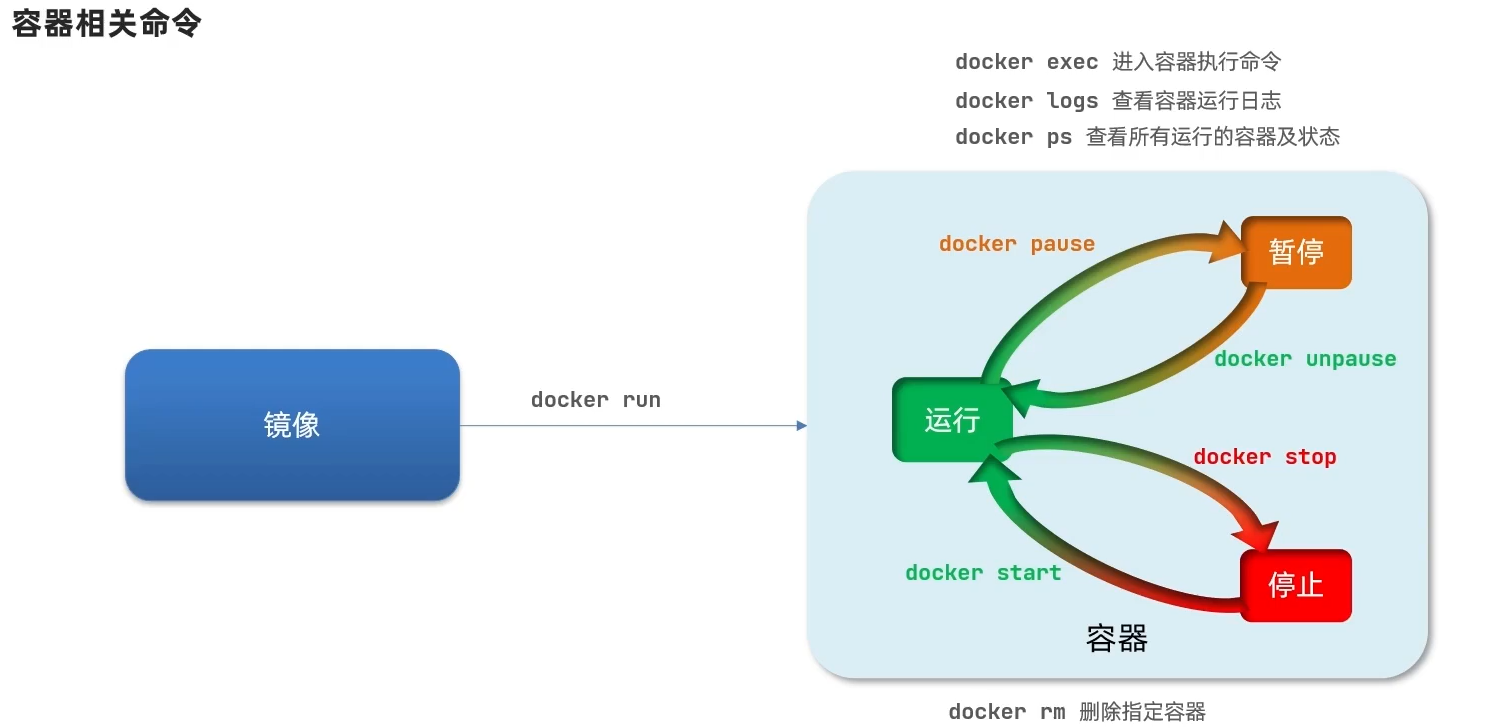 容器相关命令
docker exec 进入容器执行命令
docker logs 查看容器运行日志
docker ps 查看所有运行的容器及状态
docker pause
暂停
docker unpause
镜像
docker run
运行
docker stop
docker start
停止
容器
docker rm 删除指定容器